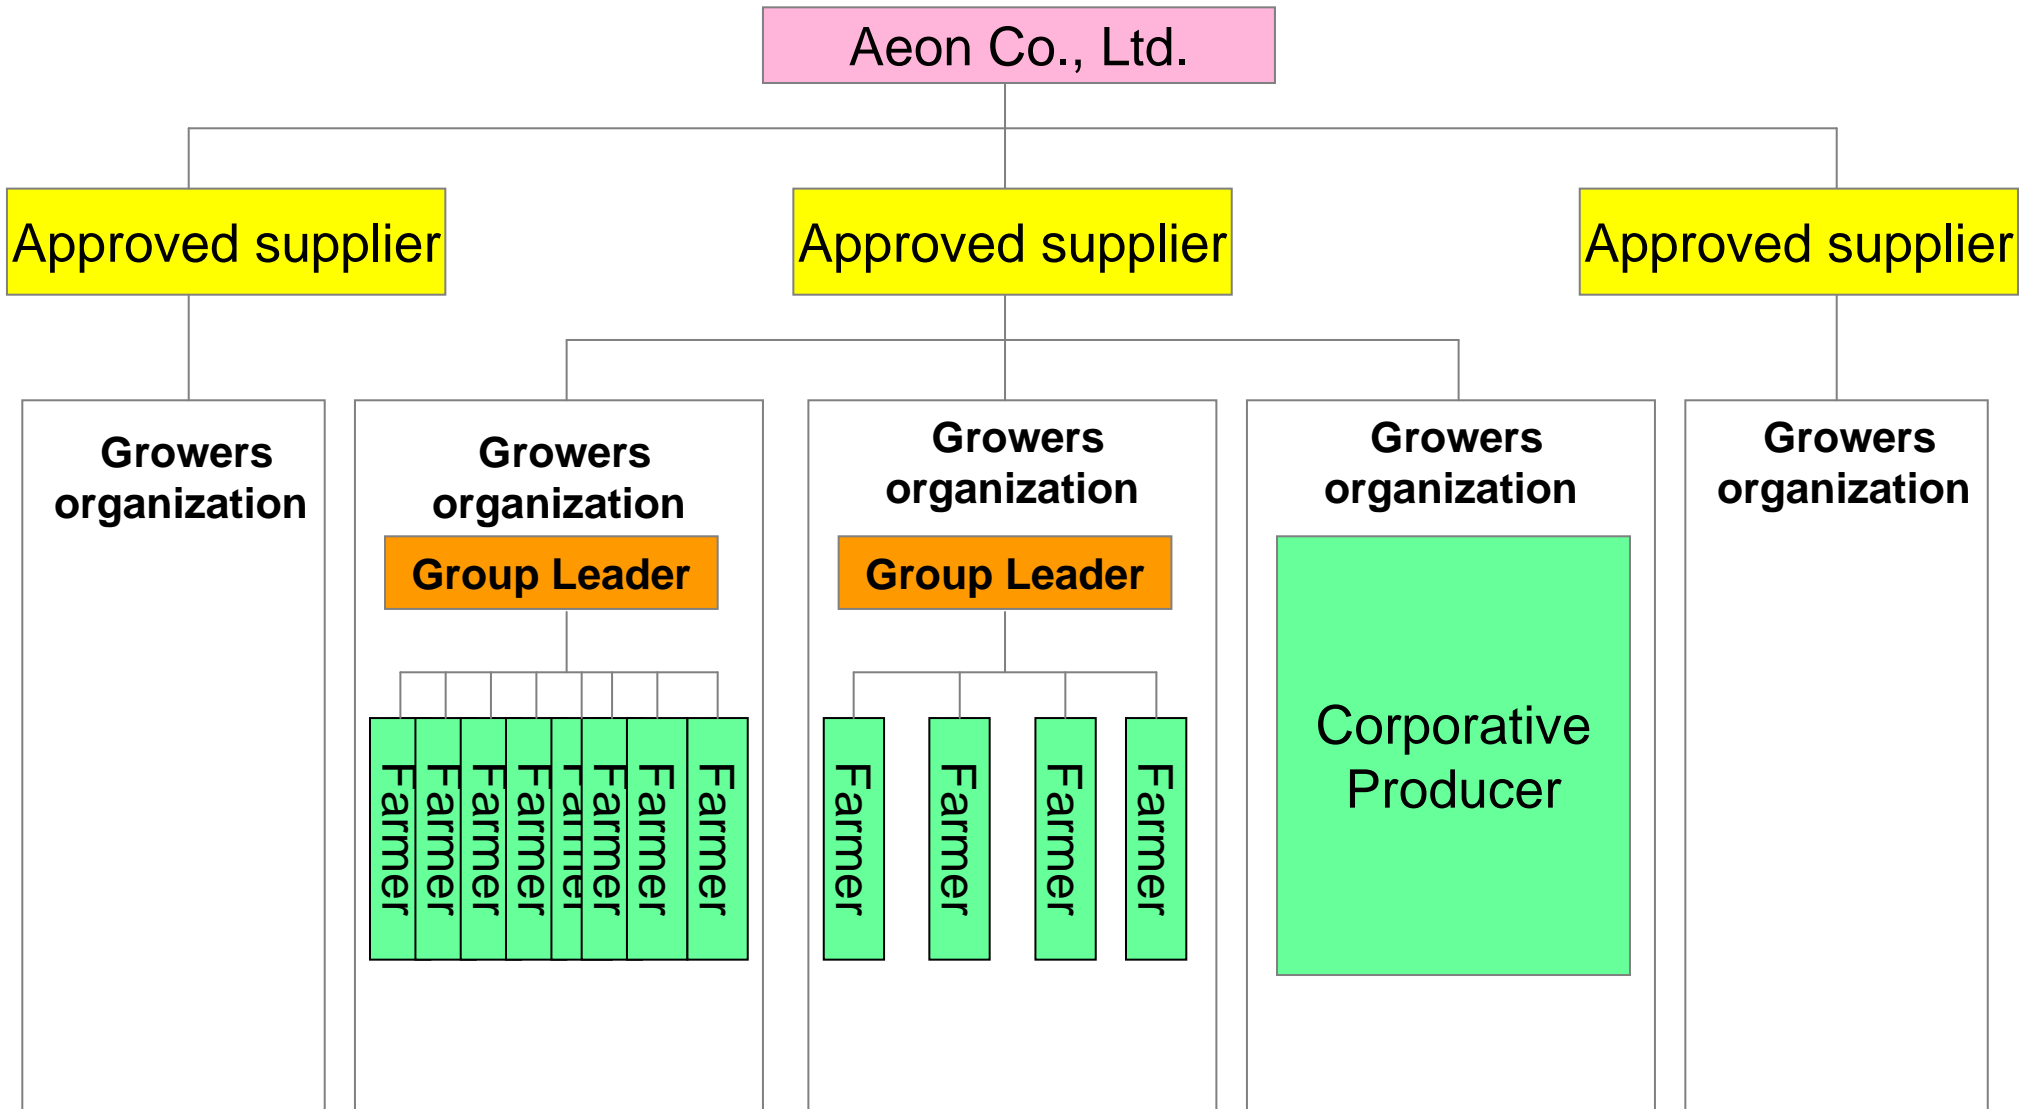 Aeon Co., Ltd.
Approved supplier
Approved supplier
Approved supplier
Growers
organization
Growers
organization
Growers
organization
Growers
organization
Growers
organization
Group Leader
Group Leader
Farmer
Farmer
Farmer
Farmer
Farmer
Farmer
Farmer
Farmer
Farmer
Farmer
Farmer
Farmer
Corporative
Producer